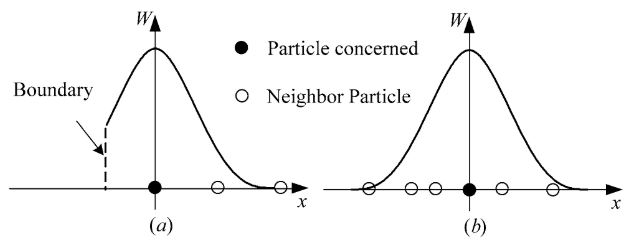 W
W
Particle concerned
Boundary
Neighbor Particle
x
x
(a)
(b)